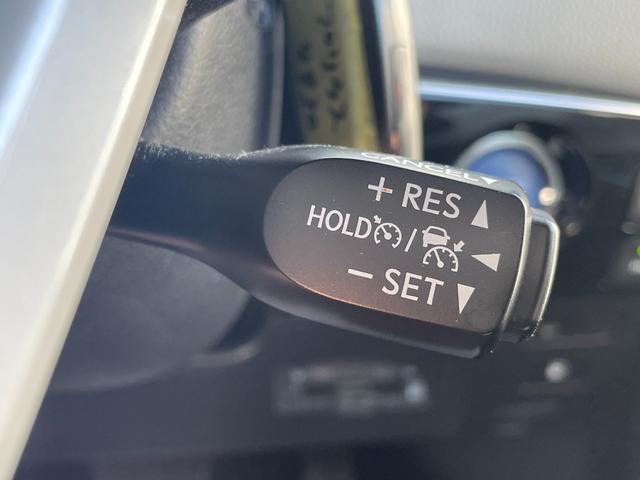 CANCEL▼
+ RES ▲
HOLD / ◀
− SET ▼